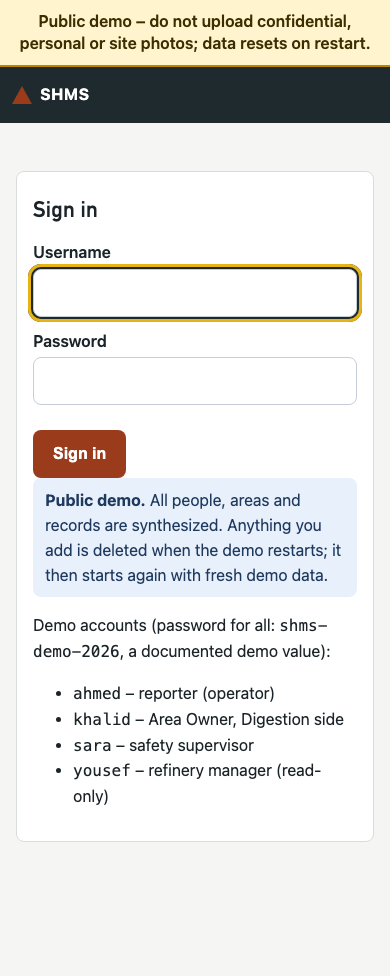 Public demo – do not upload confidential,
personal or site photos; data resets on restart.
SHMS
Sign in
Username
Password
Sign in
Public demo. All people, areas and
records are synthesized. Anything you
add is deleted when the demo restarts; it
then starts again with fresh demo data.
Demo accounts (password for all: shms-
demo-2026, a documented demo value):
• ahmed – reporter (operator)
• khalid – Area Owner, Digestion side
• sara – safety supervisor
• yousef – refinery manager (read-
only)